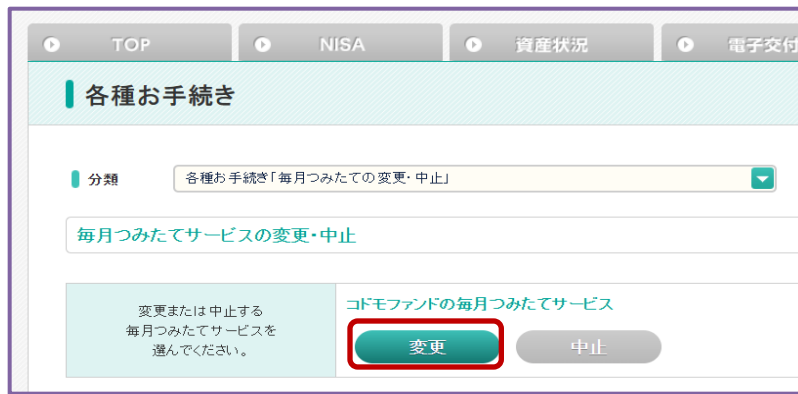 TOP
NISA
資産状況
電子交付
各種お手続き
分類
各種お手続き「毎月つみたての変更・中止」
毎月つみたてサービスの変更・中止
変更または中止する
毎月つみたてサービスを
選んでください。
コドモファンドの毎月つみたてサービス
変更
中止